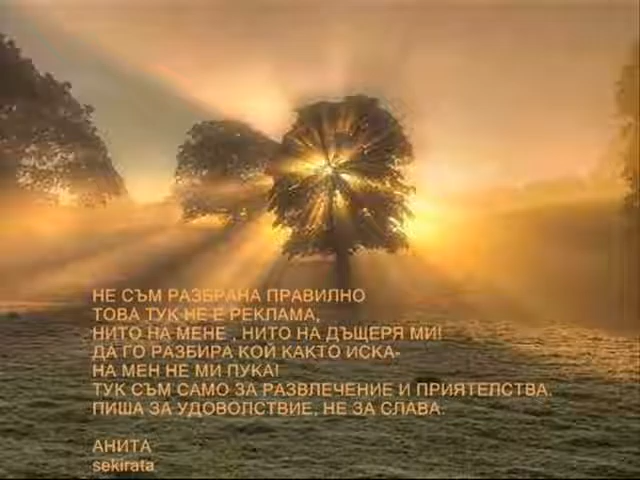 НЕ СЪМ РАЗБРАНА ПРАВИЛНО
ТОВА ТУК НЕ Е РЕКЛАМА,
НИТО НА МЕНЕ , НИТО НА ДЪЩЕРЯ МИ!
ДА ГО РАЗБИРА КОЙ КАКТО ИСКА-
НА МЕН НЕ МИ ПУКА!
ТУК СЪМ САМО ЗА РАЗВЛЕЧЕНИЕ И ПРИЯТЕЛСТВА.
ПИША ЗА УДОВОЛСТВИЕ, НЕ ЗА СЛАВА.
АНИТА
sekirata